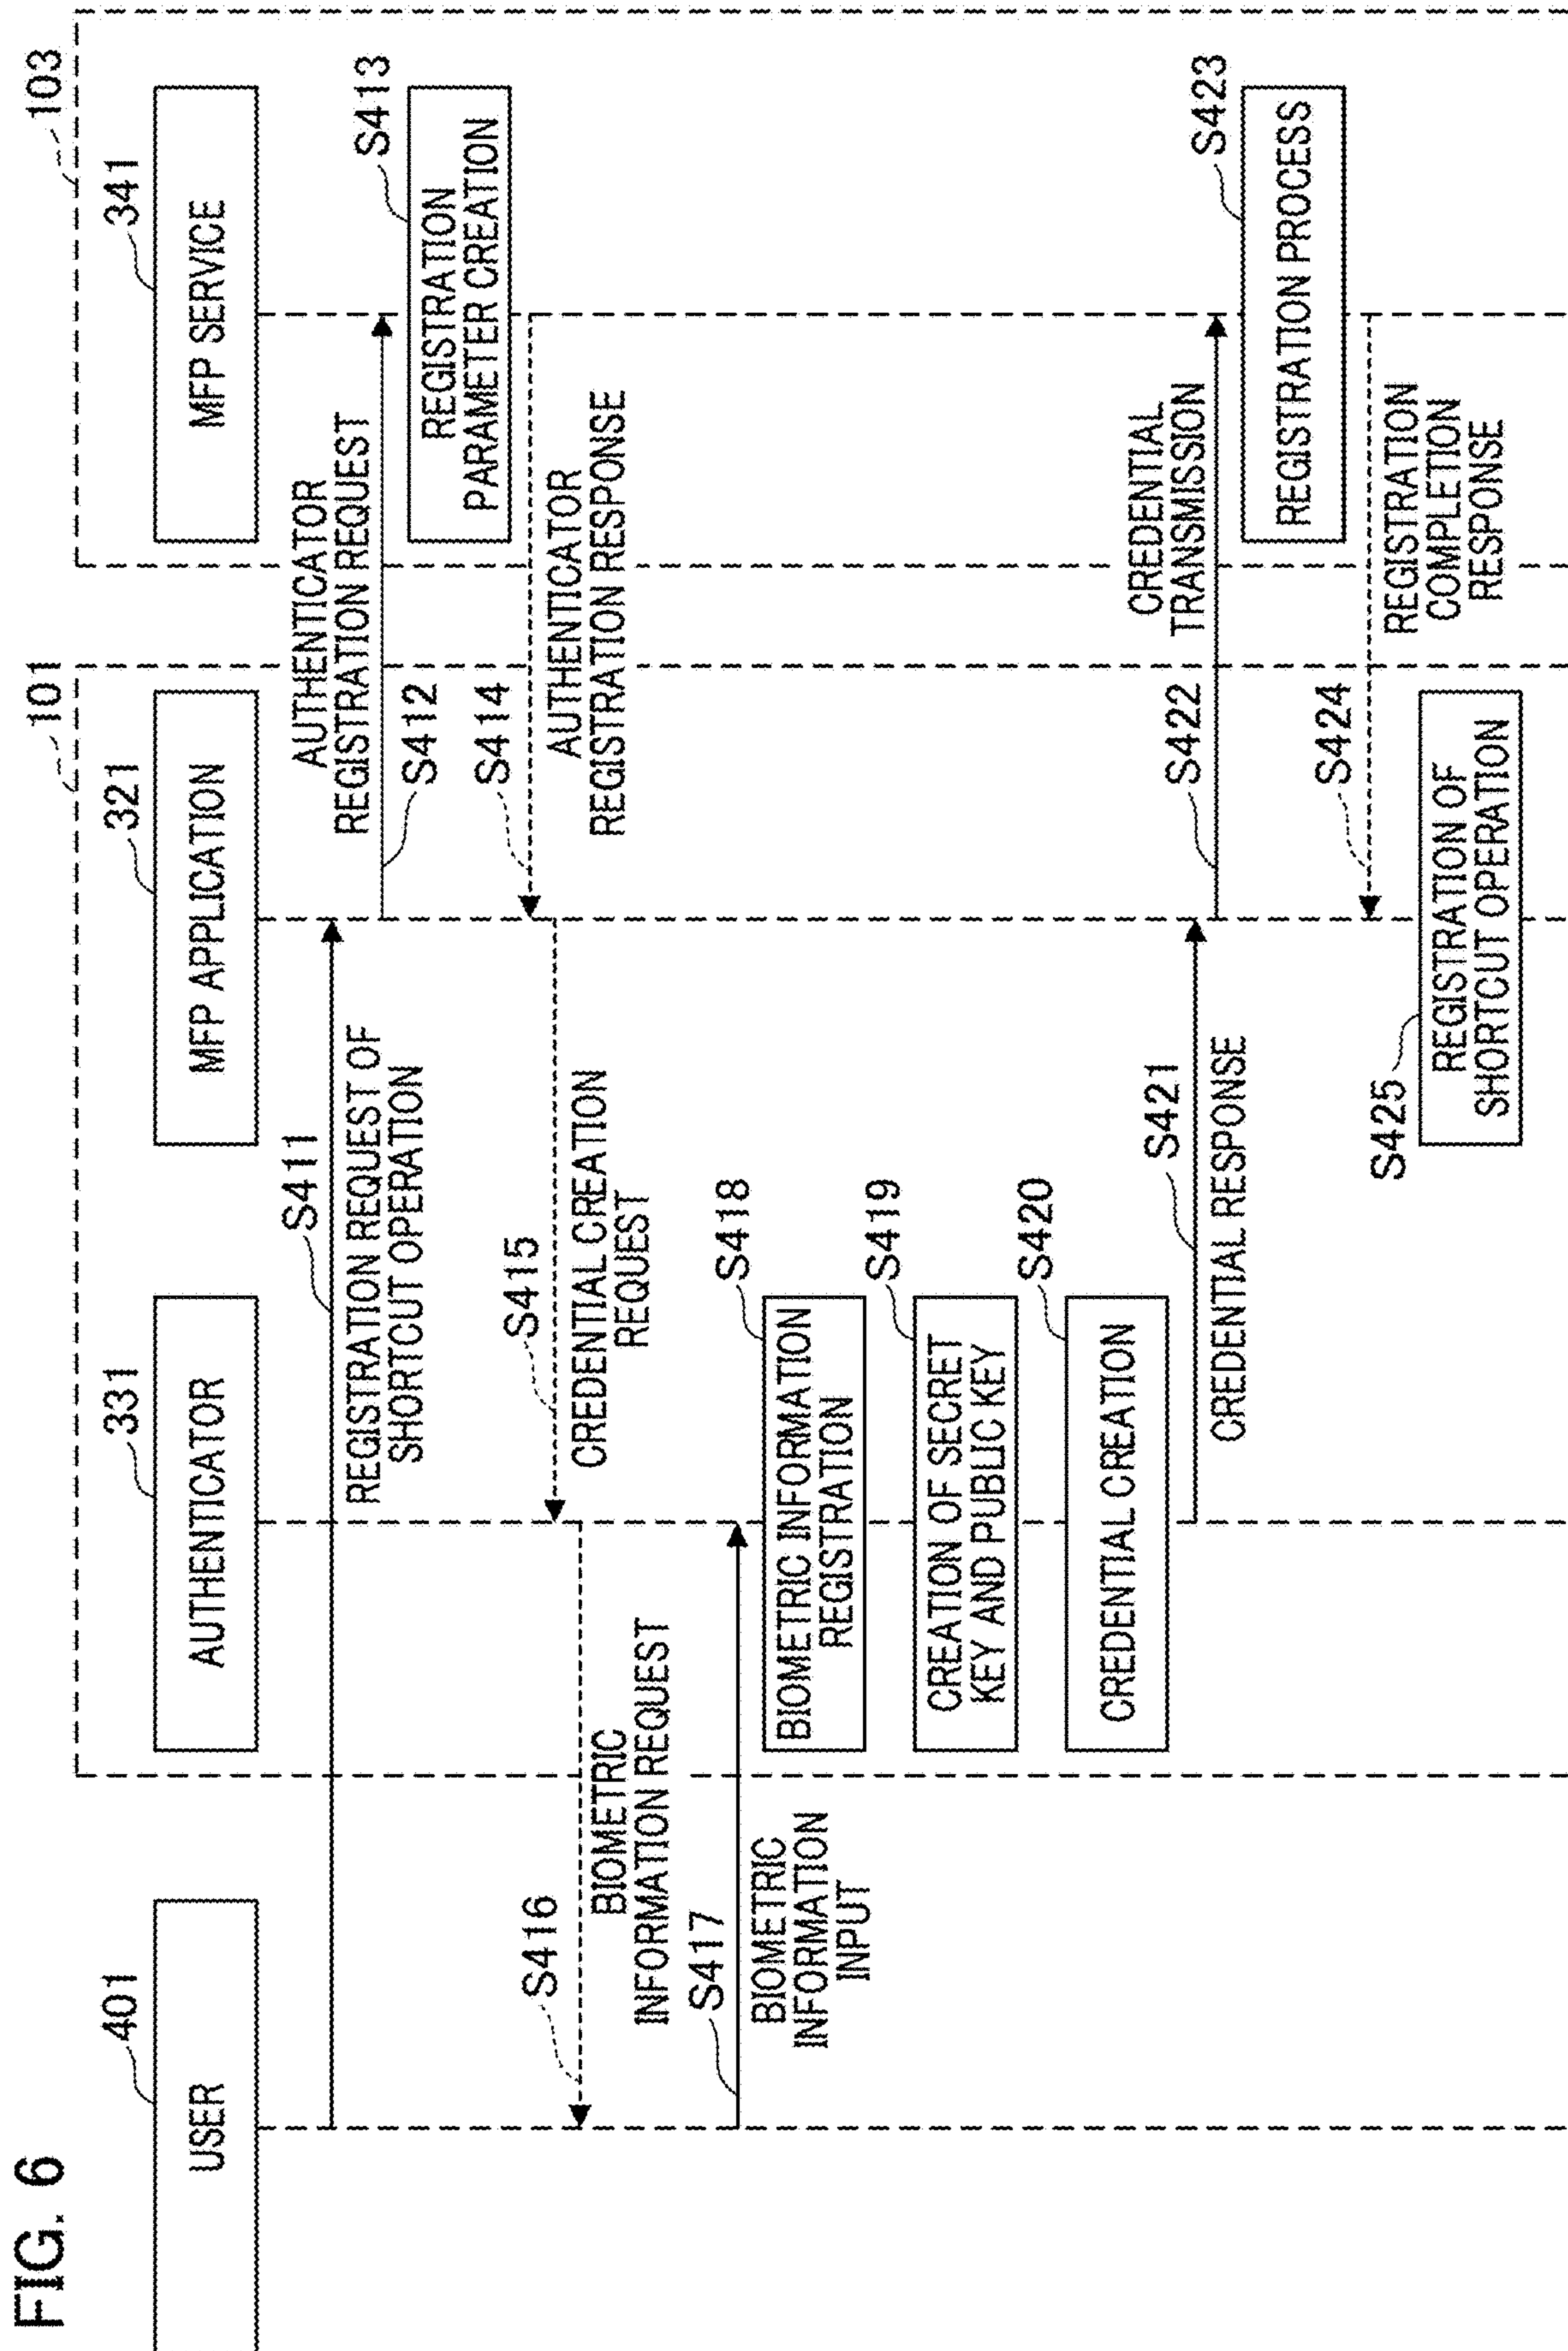 FIG. 6
103
101
401
331
321
341
USER
AUTHENTICATOR
MFP APPLICATION
MFP SERVICE
S411
REGISTRATION REQUEST OF
SHORTCUT OPERATION
AUTHENTICATOR
REGISTRATION REQUEST
S412
S413
REGISTRATION
PARAMETER CREATION
S414
AUTHENTICATOR
REGISTRATION RESPONSE
S415
CREDENTIAL CREATION
REQUEST
S416
BIOMETRIC
INFORMATION REQUEST
S417
BIOMETRIC
INFORMATION
INPUT
S418
BIOMETRIC INFORMATION
REGISTRATION
S419
CREATION OF SECRET
KEY AND PUBLIC KEY
S420
CREDENTIAL CREATION
S421
CREDENTIAL RESPONSE
CREDENTIAL
TRANSMISSION
S422
S423
REGISTRATION PROCESS
S424
REGISTRATION
COMPLETION
RESPONSE
S425
REGISTRATION OF
SHORTCUT OPERATION